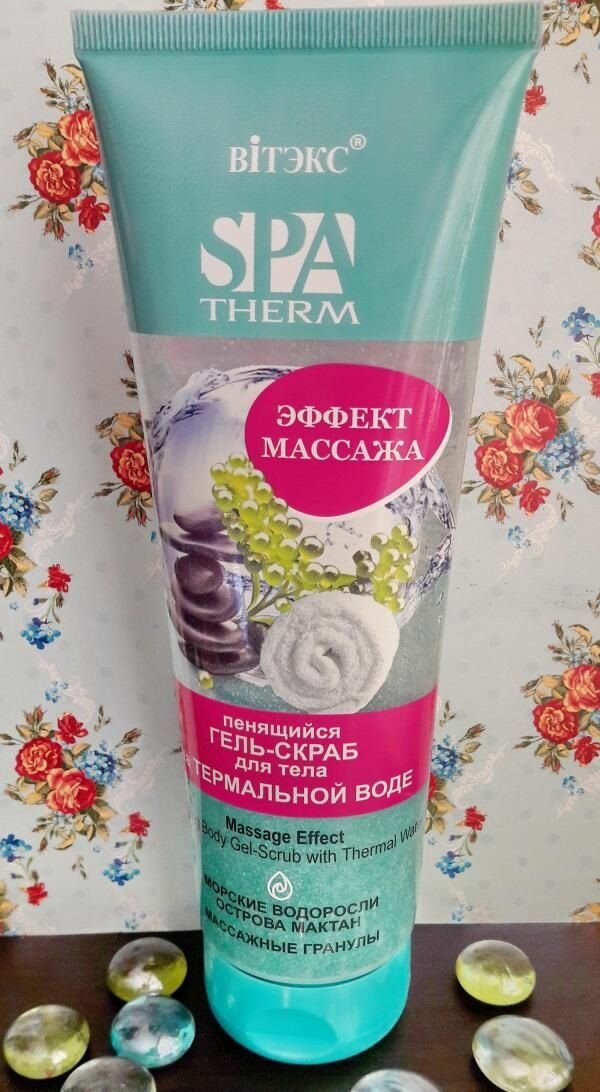 ВіТЭКС®
SPA
THERM
ЭФФЕКТ
МАССАЖА
пенящийся
ГЕЛЬ-СКРАБ
для тела
ТЕРМАЛЬНОЙ ВОДЕ
Massage Effect
Body Gel-Scrub with Thermal
МОРСКИЕ ВОДОРОСЛИ
ОСТРОВА МАКТАН
МАССАЖНЫЕ ГРАНУЛЫ